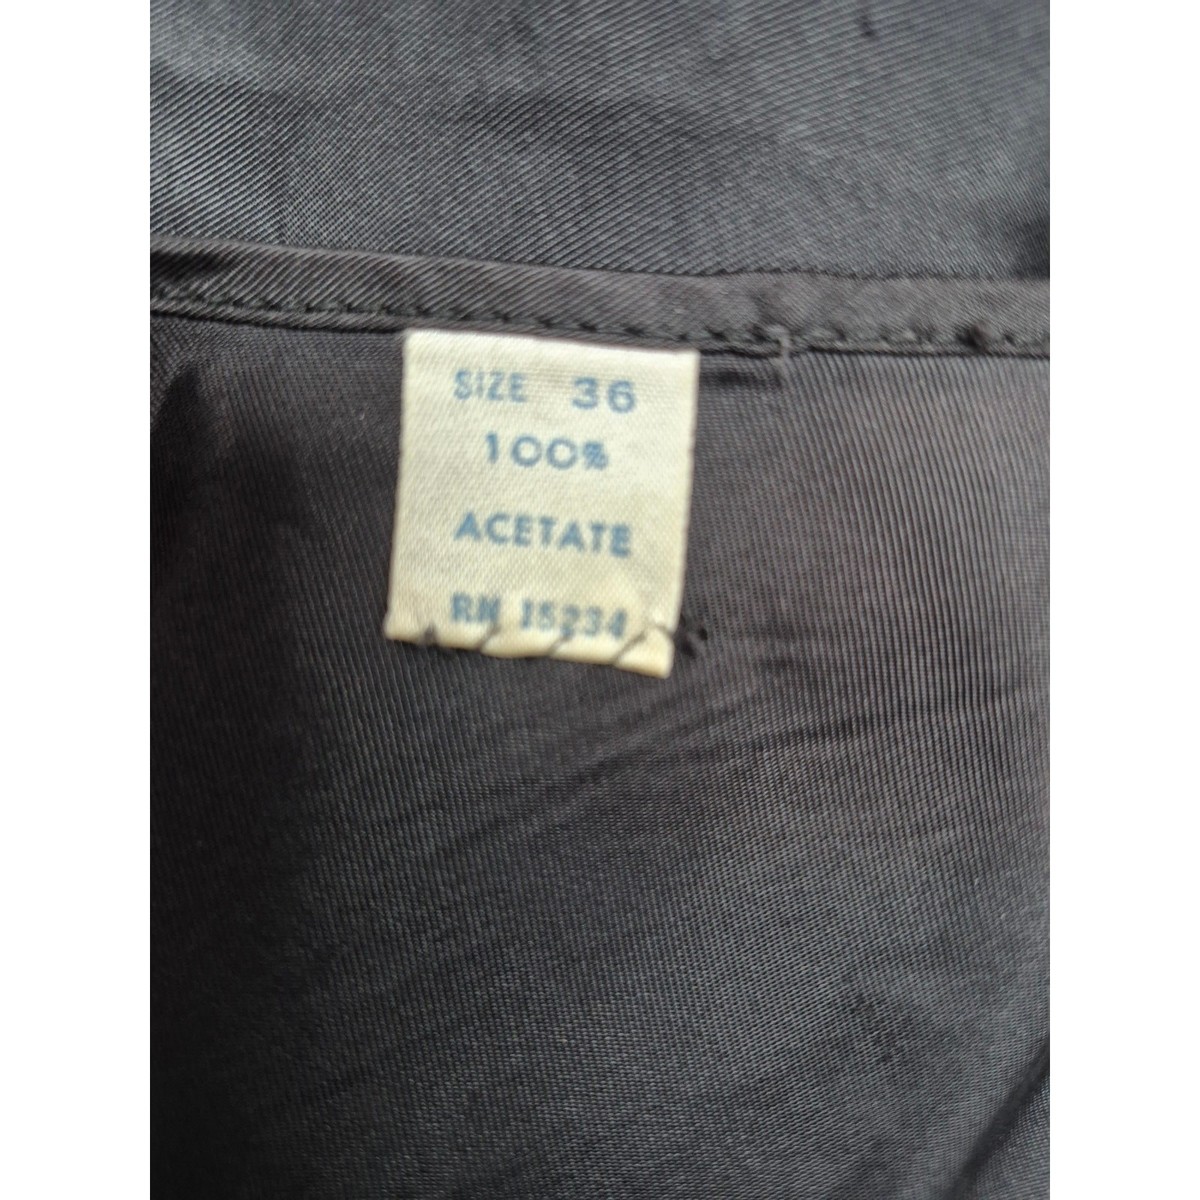 SIZE 36
100%
ACETATE
RN 15234